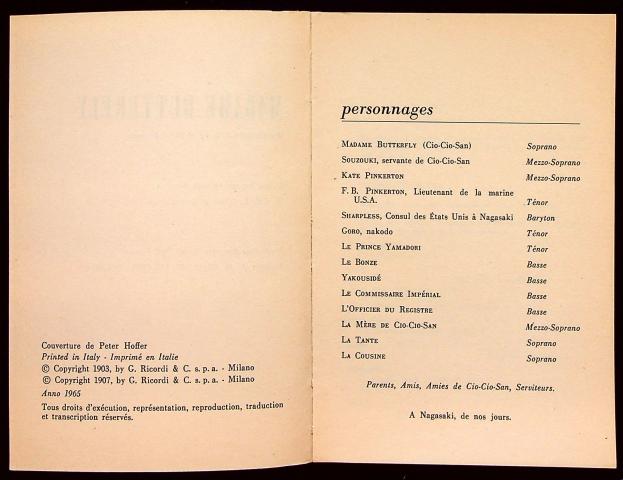 Couverture de Peter Hoffer
Printed in Italy - Imprimé en Italie
© Copyright 1903, by G. Ricordi & C. s. p. a. - Milano
© Copyright 1907, by G. Ricordi & C. s. p. a. - Milano
Anno 1965
Tous droits d'exécution, représentation, reproduction, traduction
et transcription réservés.
personnages
MADAME BUTTERFLY (Cio-Cio-San) Soprano
SOUZOUKI, servante de Cio-Cio-San Mezzo-Soprano
KATE PINKERTON Mezzo-Soprano
F. B. PINKERTON, Lieutenant de la marine
U.S.A. Ténor
SHARPLESS, Consul des États Unis à Nagasaki Baryton
GORO, nakodo Ténor
LE PRINCE YAMADORI Ténor
LE BONZE Basse
YAKOUSIDÉ Basse
LE COMMISSAIRE IMPÉRIAL Basse
L'OFFICIER DU REGISTRE Basse
LA MÈRE DE CIO-CIO-SAN Mezzo-Soprano
LA TANTE Soprano
LA COUSINE Soprano
Parents, Amis, Amies de Cio-Cio-San, Serviteurs.
A Nagasaki, de nos jours.